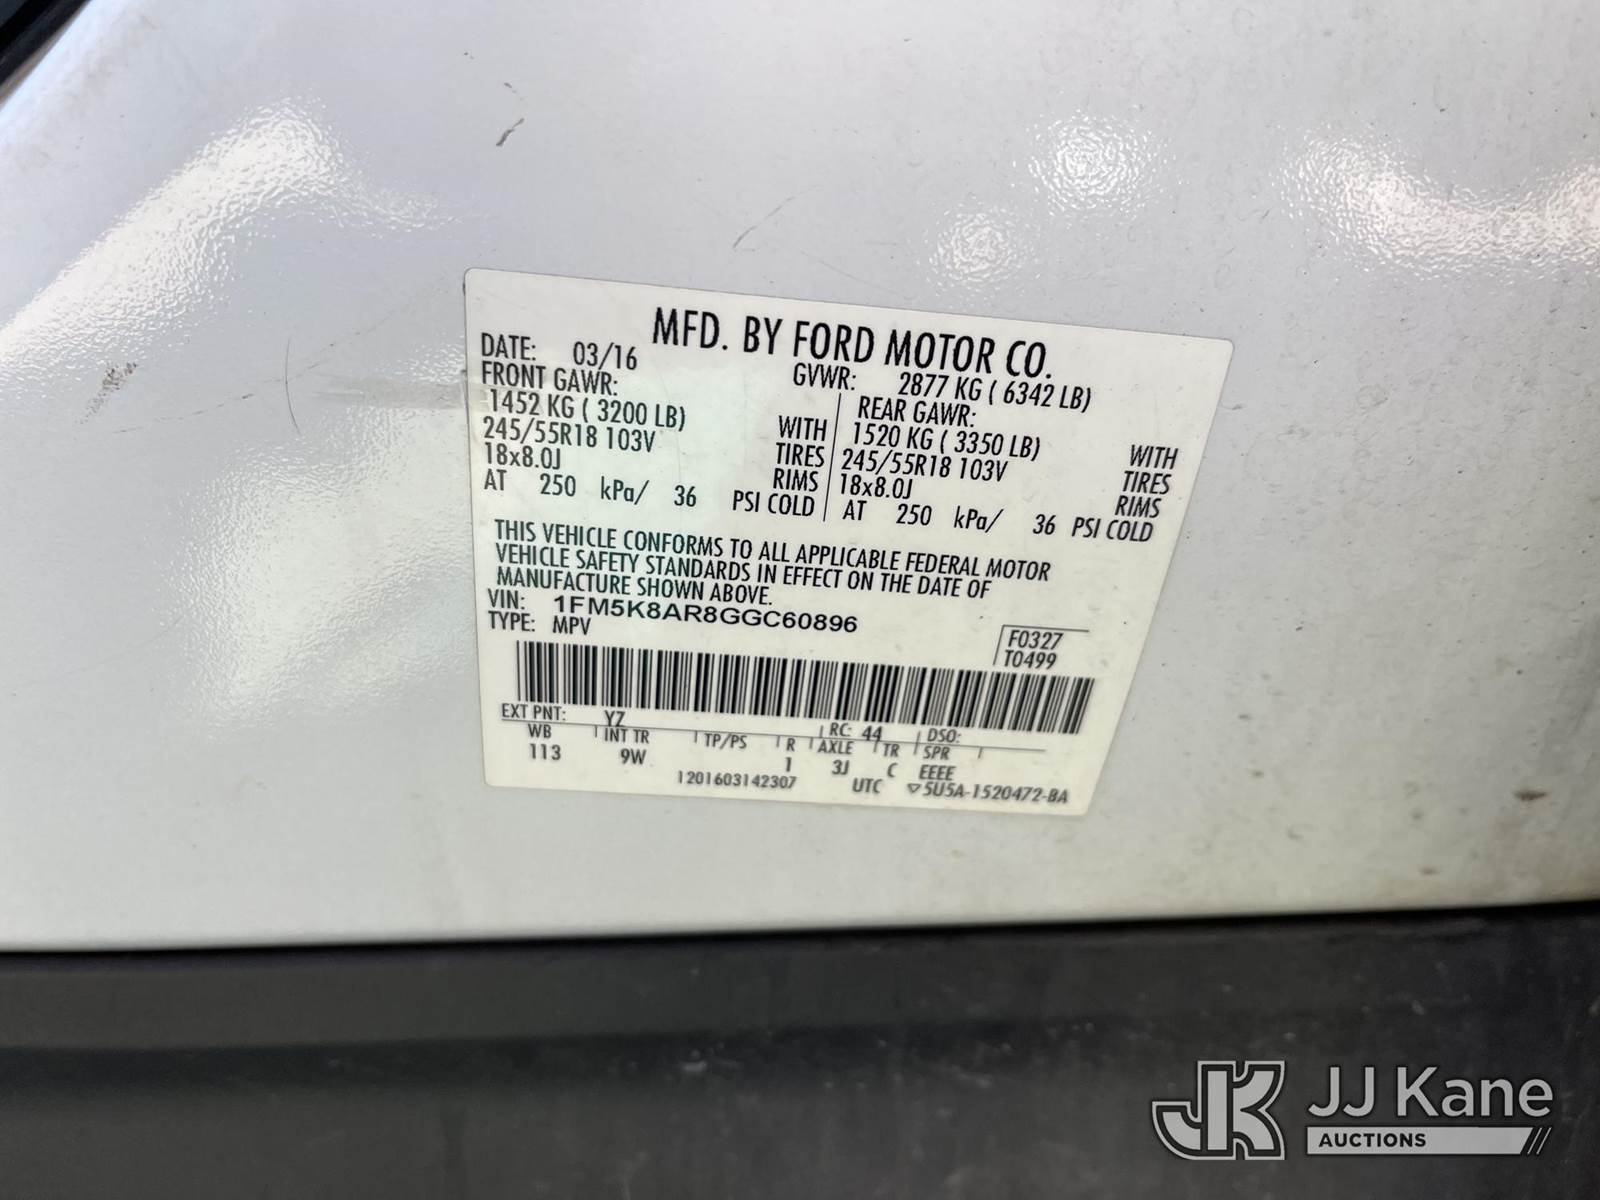 MFD. BY FORD MOTOR CO.
DATE: 03/16 GVWR: 2877 KG ( 6342 LB)
FRONT GAWR: REAR GAWR:
1452 KG ( 3200 LB) WITH 1520 KG ( 3350 LB) WITH
245/55R18 103V TIRES 245/55R18 103V TIRES
18x8.0J RIMS 18x8.0J RIMS
AT 250 kPa/ 36 PSI COLD AT 250 kPa/ 36 PSI COLD
THIS VEHICLE CONFORMS TO ALL APPLICABLE FEDERAL MOTOR
VEHICLE SAFETY STANDARDS IN EFFECT ON THE DATE OF
MANUFACTURE SHOWN ABOVE.
VIN: 1FM5K8AR8GGC60896
TYPE: MPV
F0327
T0499
EXT PNT: YZ RC: 44 DSO:
WB INT TR TP/PS R AXLE TR SPR
113 9W 1 3J C EEEE
1201603142307 UTC ▽5U5A-1520472-BA
JK JJ Kane
AUCTIONS